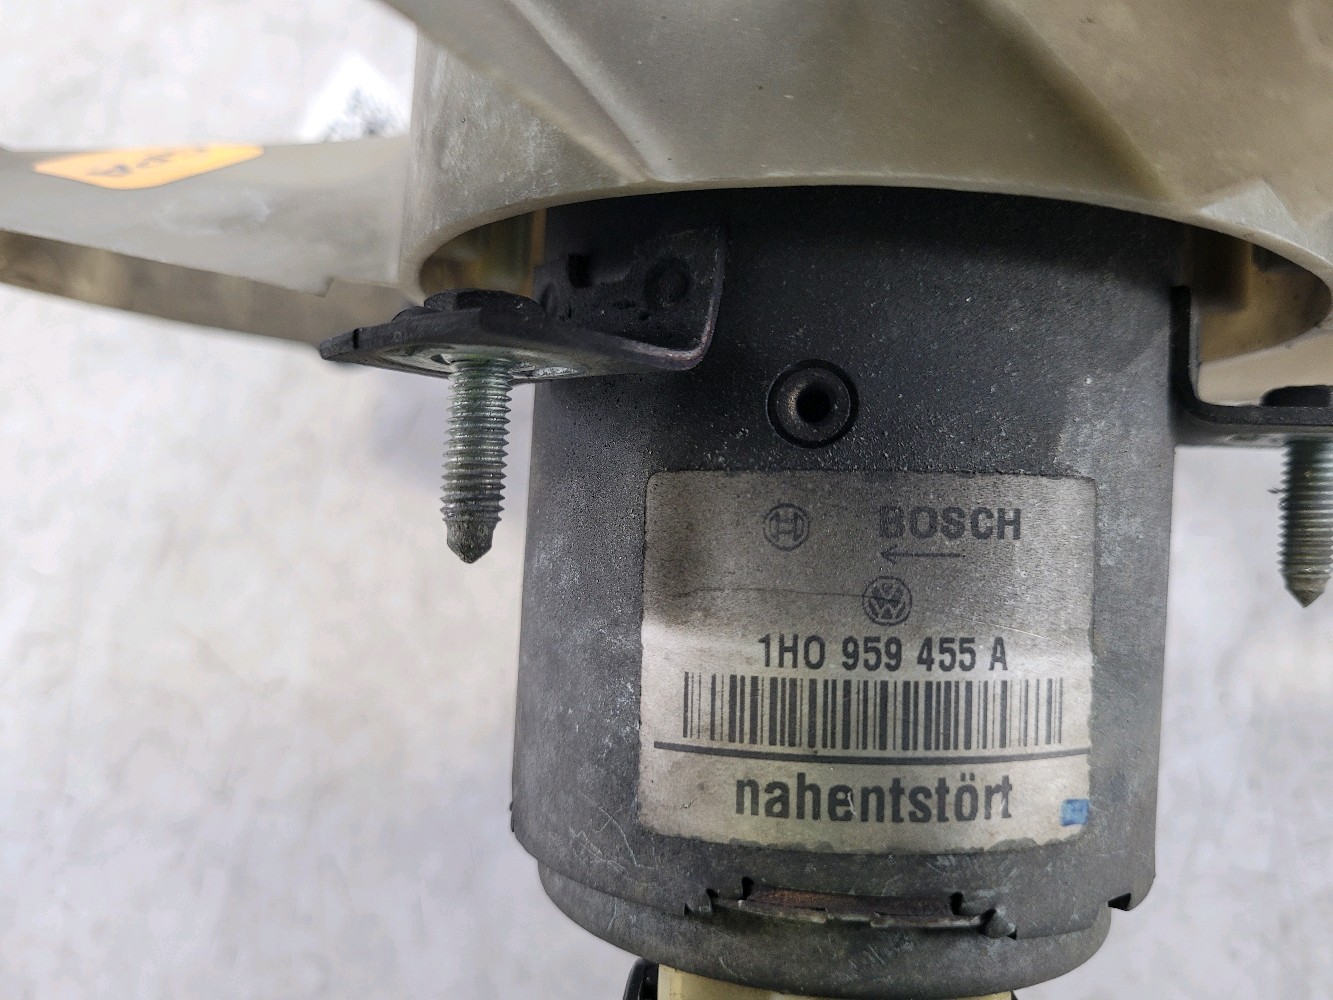 BOSCH
1H0 959 455 A
nahentstört